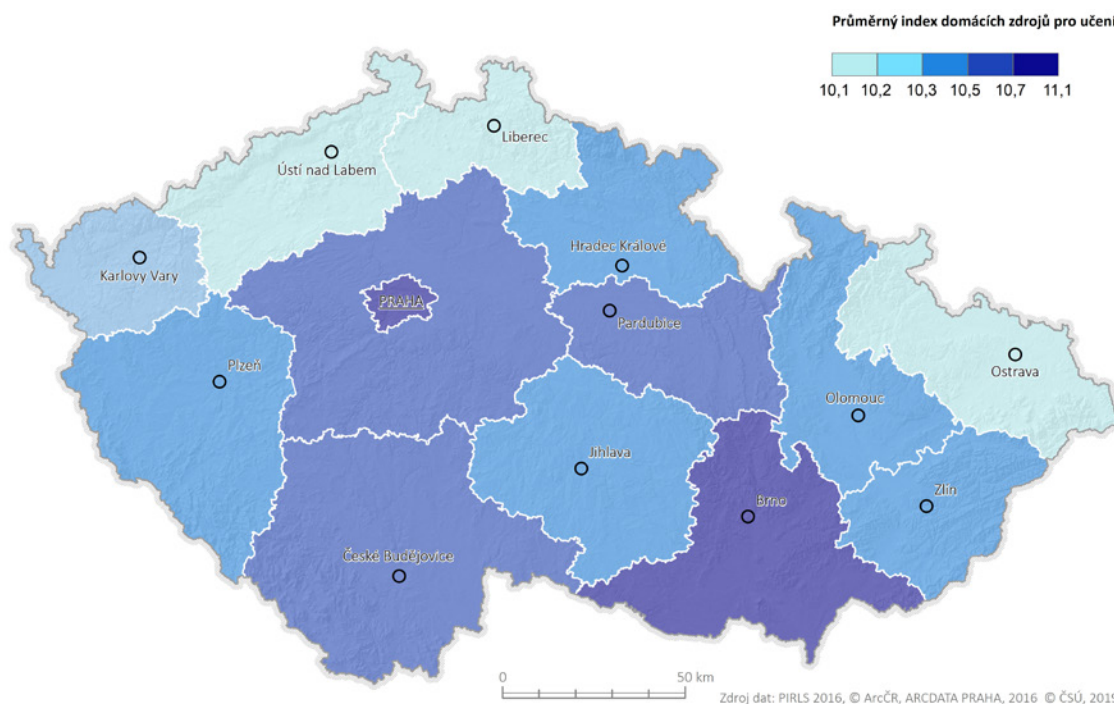 Průměrný index domácích zdrojů pro učení
10,1 10,2 10,3 10,5 10,7 11,1
Liberec
Ústí nad Labem
Hradec Králové
Karlovy Vary
PRAHA
Pardubice
Plzeň
Ostrava
Olomouc
Jihlava
Zlín
Brno
České Budějovice
0 50 km
Zdroj dat: PIRLS 2016, © ArcČR, ARCDATA PRAHA, 2016 © ČSÚ, 2019